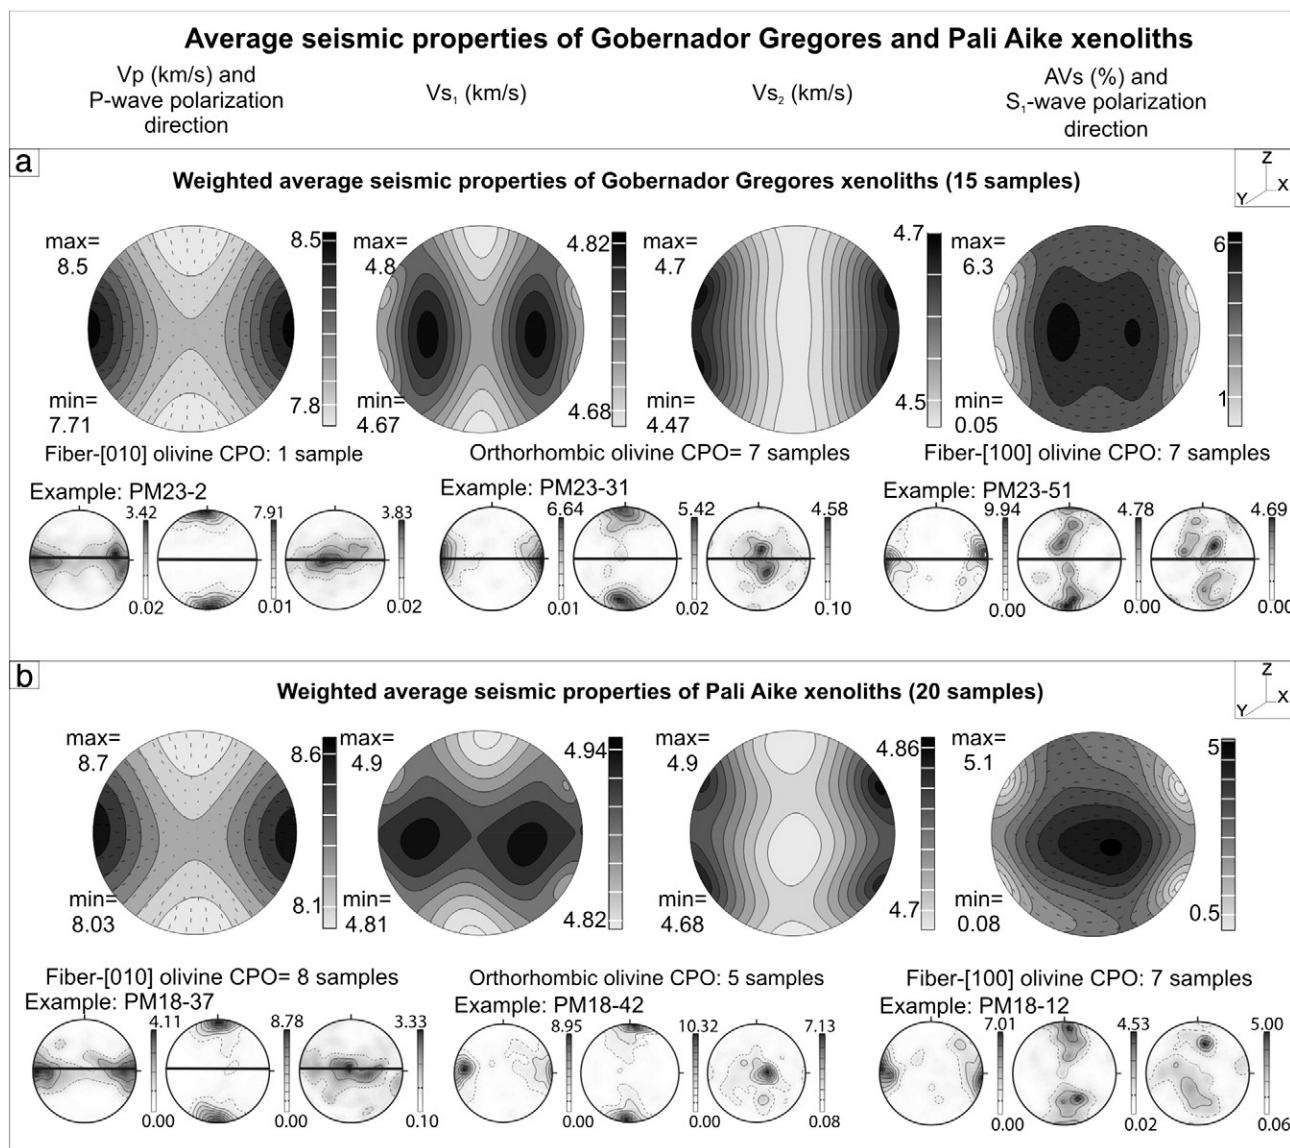 Average seismic properties of Gobernador Gregores and Pali Aike xenoliths
Vp (km/s) and
P-wave polarization
direction
Vs₁ (km/s)
Vs₂ (km/s)
AVs (%) and
S₁-wave polarization
direction
a
Z
Y
X
Weighted average seismic properties of Gobernador Gregores xenoliths (15 samples)
max=
8.5
min=
7.71
8.5
7.8
max=
4.8
min=
4.67
4.82
4.68
max=
4.7
min=
4.47
4.7
4.5
max=
6.3
min=
0.05
6
1
Fiber-[010] olivine CPO: 1 sample
Orthorhombic olivine CPO= 7 samples
Fiber-[100] olivine CPO: 7 samples
Example: PM23-2
3.42
0.02
7.91
0.01
3.83
0.02
Example: PM23-31
6.64
0.01
5.42
0.02
4.58
0.10
Example: PM23-51
9.94
0.00
4.78
0.00
4.69
0.00
b
Z
Y
X
Weighted average seismic properties of Pali Aike xenoliths (20 samples)
max=
8.7
min=
8.03
8.6
8.1
max=
4.9
min=
4.81
4.94
4.82
max=
4.9
min=
4.68
4.86
4.7
max=
5.1
min=
0.08
5
0.5
Fiber-[010] olivine CPO= 8 samples
Orthorhombic olivine CPO: 5 samples
Fiber-[100] olivine CPO: 7 samples
Example: PM18-37
4.11
0.00
8.78
0.00
3.33
0.10
Example: PM18-42
8.95
0.00
10.32
0.00
7.13
0.08
Example: PM18-12
7.01
0.00
4.53
0.02
5.00
0.06